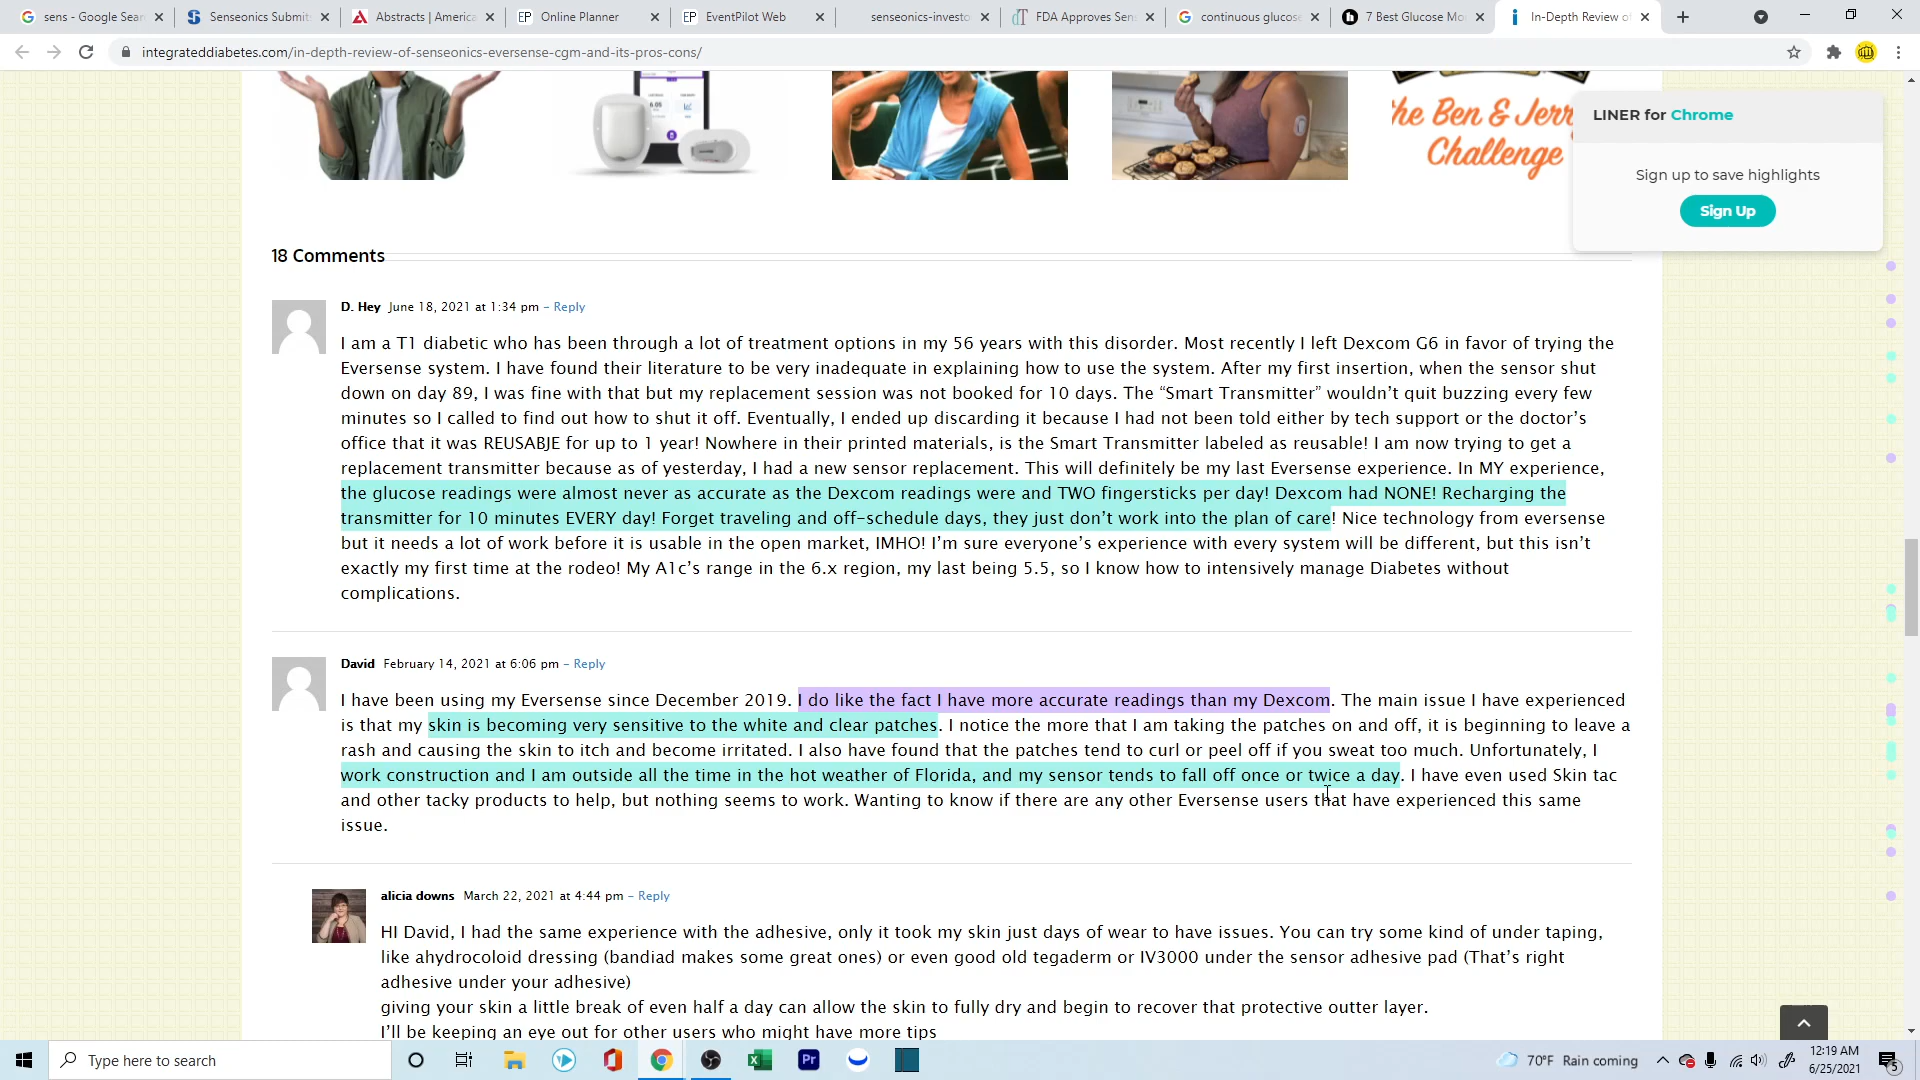 sens - Google Sear
Senseonics Submit
Abstracts | America
EP Online Planner
EP EventPilot Web
senseonics-investo
dT FDA Approves Sen
continuous glucose
7 Best Glucose Mo
In-Depth Review of
integrateddiabetes.com/in-depth-review-of-senseonics-eversense-cgm-and-its-pros-cons/
he Ben & Jerr
Challenge
LINER for Chrome
Sign up to save highlights
Sign Up
18 Comments
D. Hey June 18, 2021 at 1:34 pm – Reply
I am a T1 diabetic who has been through a lot of treatment options in my 56 years with this disorder. Most recently I left Dexcom G6 in favor of trying the
Eversense system. I have found their literature to be very inadequate in explaining how to use the system. After my first insertion, when the sensor shut
down on day 89, I was fine with that but my replacement session was not booked for 10 days. The “Smart Transmitter” wouldn’t quit buzzing every few
minutes so I called to find out how to shut it off. Eventually, I ended up discarding it because I had not been told either by tech support or the doctor’s
office that it was REUSABJE for up to 1 year! Nowhere in their printed materials, is the Smart Transmitter labeled as reusable! I am now trying to get a
replacement transmitter because as of yesterday, I had a new sensor replacement. This will definitely be my last Eversense experience. In MY experience,
the glucose readings were almost never as accurate as the Dexcom readings were and TWO fingersticks per day! Dexcom had NONE! Recharging the
transmitter for 10 minutes EVERY day! Forget traveling and off-schedule days, they just don’t work into the plan of care! Nice technology from eversense
but it needs a lot of work before it is usable in the open market, IMHO! I’m sure everyone’s experience with every system will be different, but this isn’t
exactly my first time at the rodeo! My A1c’s range in the 6.x region, my last being 5.5, so I know how to intensively manage Diabetes without
complications.
David February 14, 2021 at 6:06 pm – Reply
I have been using my Eversense since December 2019. I do like the fact I have more accurate readings than my Dexcom. The main issue I have experienced
is that my skin is becoming very sensitive to the white and clear patches. I notice the more that I am taking the patches on and off, it is beginning to leave a
rash and causing the skin to itch and become irritated. I also have found that the patches tend to curl or peel off if you sweat too much. Unfortunately, I
work construction and I am outside all the time in the hot weather of Florida, and my sensor tends to fall off once or twice a day. I have even used Skin tac
and other tacky products to help, but nothing seems to work. Wanting to know if there are any other Eversense users that have experienced this same
issue.
alicia downs March 22, 2021 at 4:44 pm – Reply
HI David, I had the same experience with the adhesive, only it took my skin just days of wear to have issues. You can try some kind of under taping,
like ahydrocoloid dressing (bandiad makes some great ones) or even good old tegaderm or IV3000 under the sensor adhesive pad (That’s right
adhesive under your adhesive)
giving your skin a little break of even half a day can allow the skin to fully dry and begin to recover that protective outter layer.
I’ll be keeping an eye out for other users who might have more tips
Type here to search
Pr
70°F Rain coming
12:19 AM
6/25/2021
5